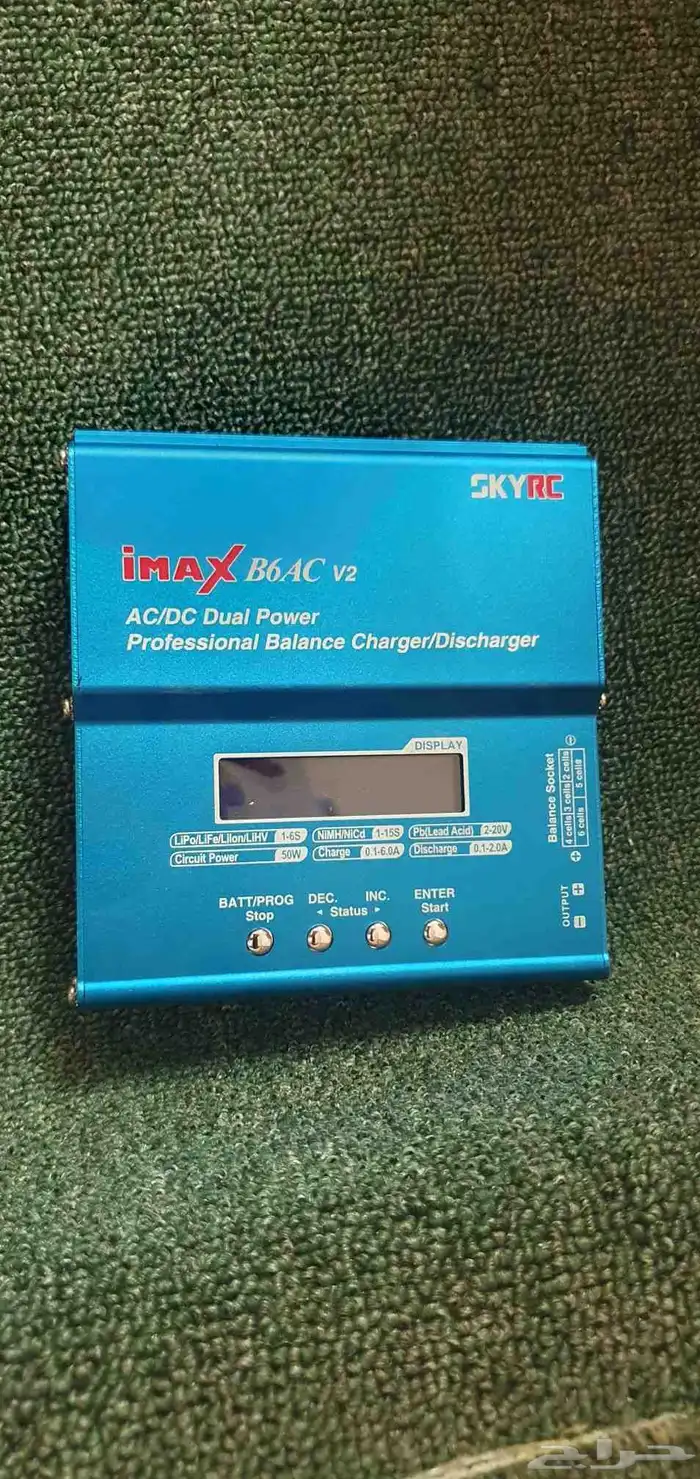 SKYRC
iMAX B6AC V2
AC/DC Dual Power
Professional Balance Charger/Discharger
DISPLAY
LiPo/LiFe/LiIon/LiHV 1-6S NiMH/NiCd 1-15S Pb(Lead Acid) 2-20V
Circuit Power 50W Charge 0.1-6.0A Discharge 0.1-2.0A
BATT/PROG DEC. INC. ENTER
Stop ◄ Status ► Start
Balance Socket
2 cells
3 cells
4 cells
5 cells
6 cells
OUTPUT
حراج